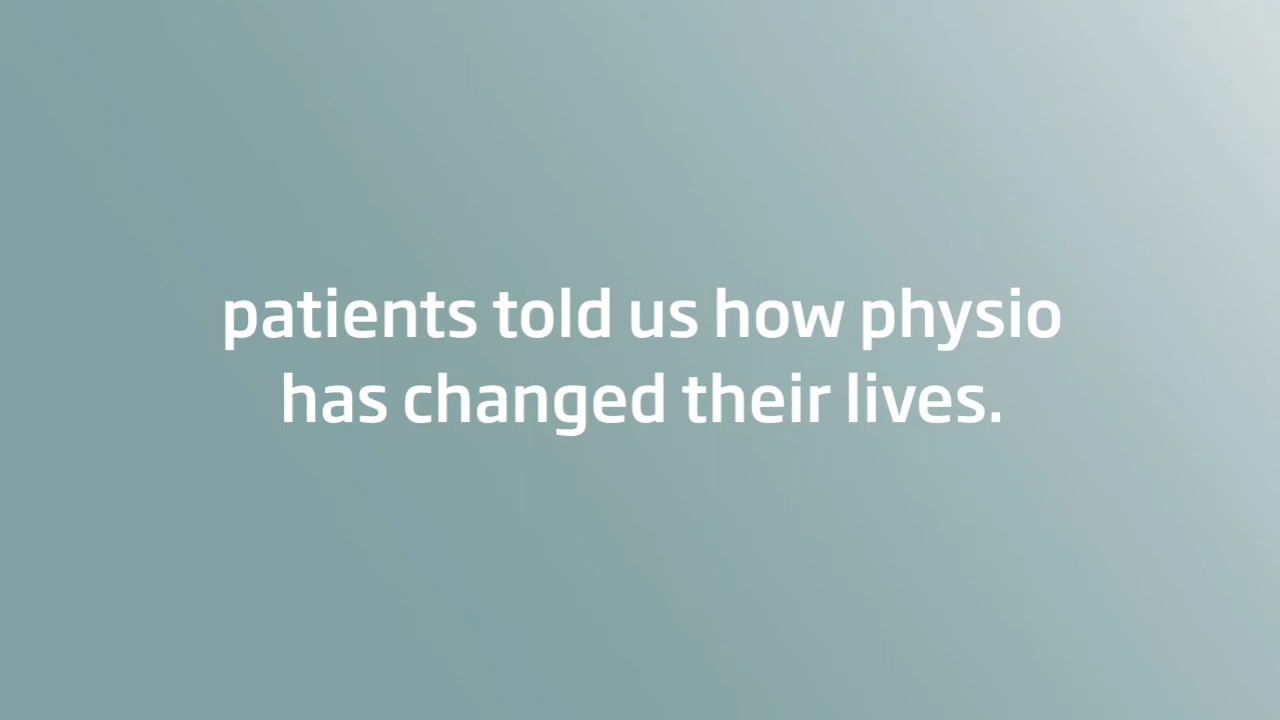 patients told us how physio
has changed their lives.